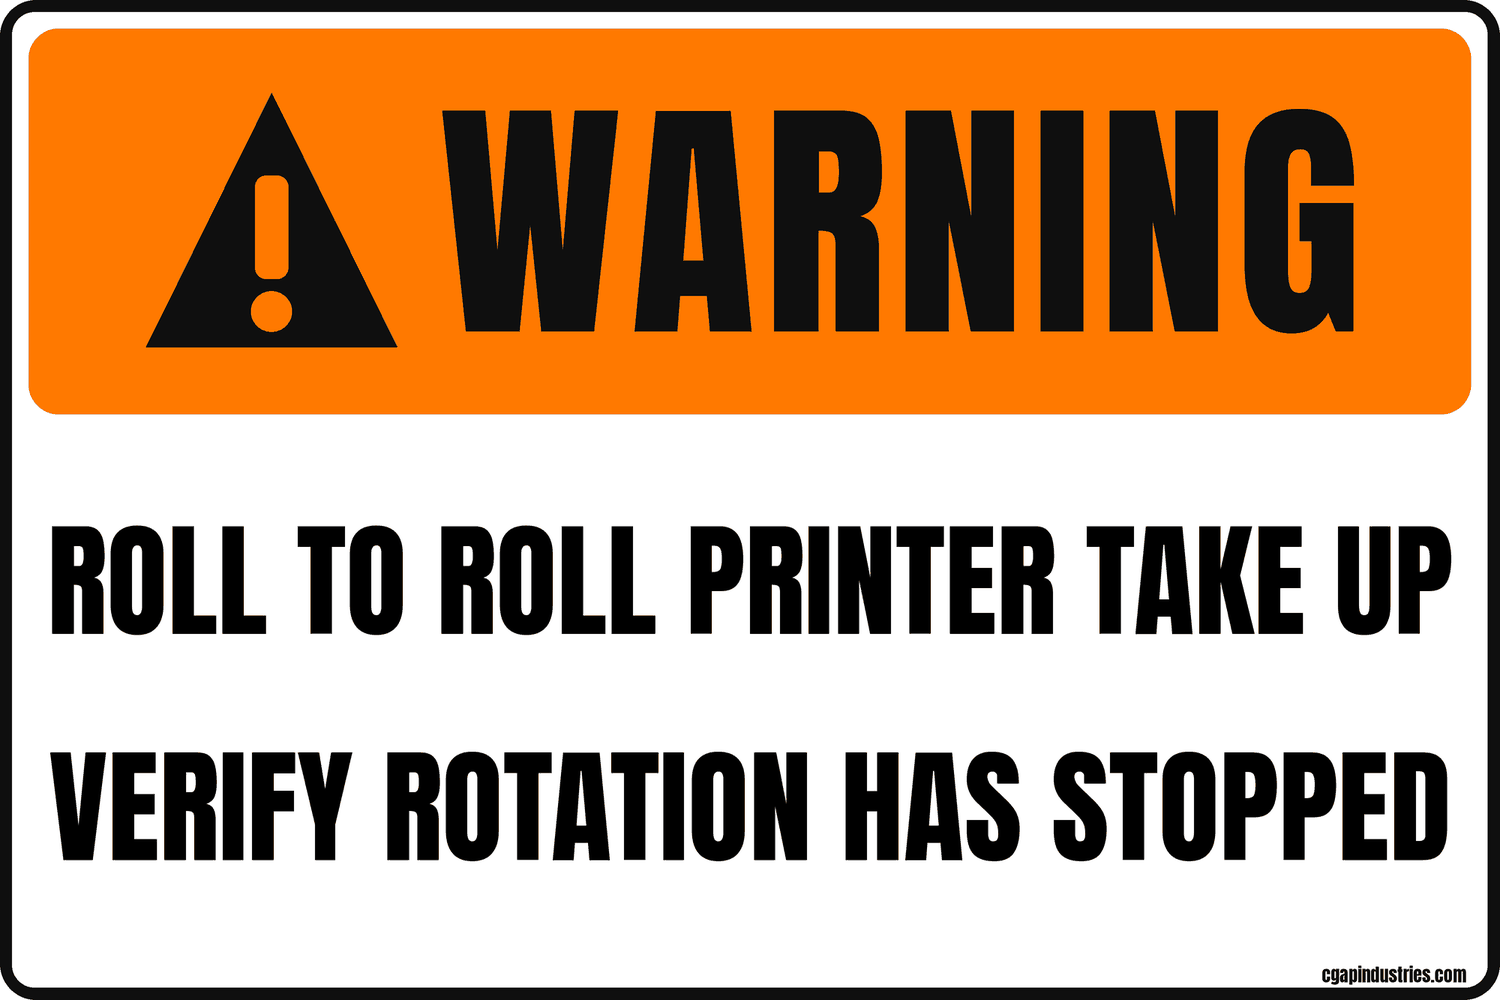 WARNING
ROLL TO ROLL PRINTER TAKE UP
VERIFY ROTATION HAS STOPPED
cgapindustries.com